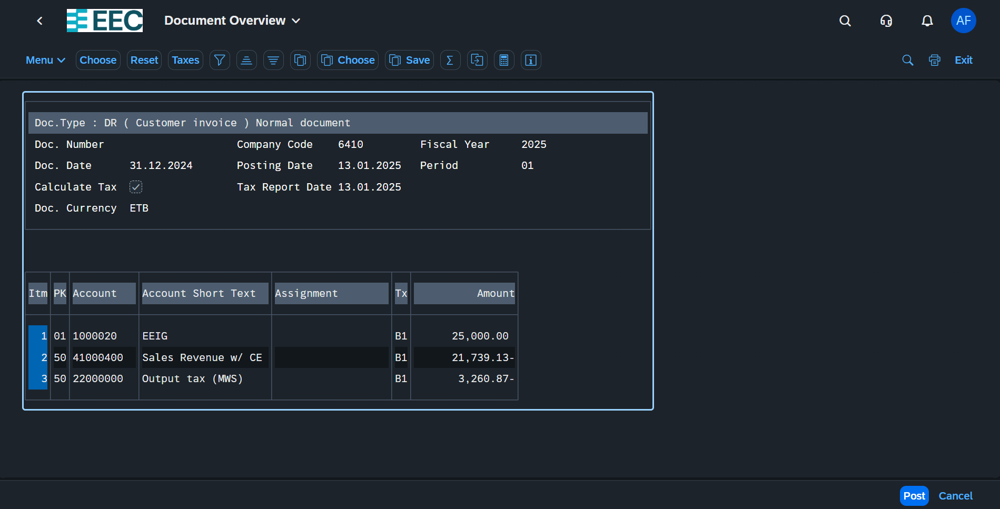 EEC Document Overview AF
Menu Choose Reset Taxes Choose Save Exit
Doc.Type : DR ( Customer invoice ) Normal document
Doc. Number Company Code 6410 Fiscal Year 2025
Doc. Date 31.12.2024 Posting Date 13.01.2025 Period 01
Calculate Tax Tax Report Date 13.01.2025
Doc. Currency ETB
Itm PK Account Account Short Text Assignment Tx Amount
1 01 1000020 EEIG B1 25,000.00
2 50 41000400 Sales Revenue w/ CE B1 21,739.13-
3 50 22000000 Output tax (MWS) B1 3,260.87-
Post Cancel